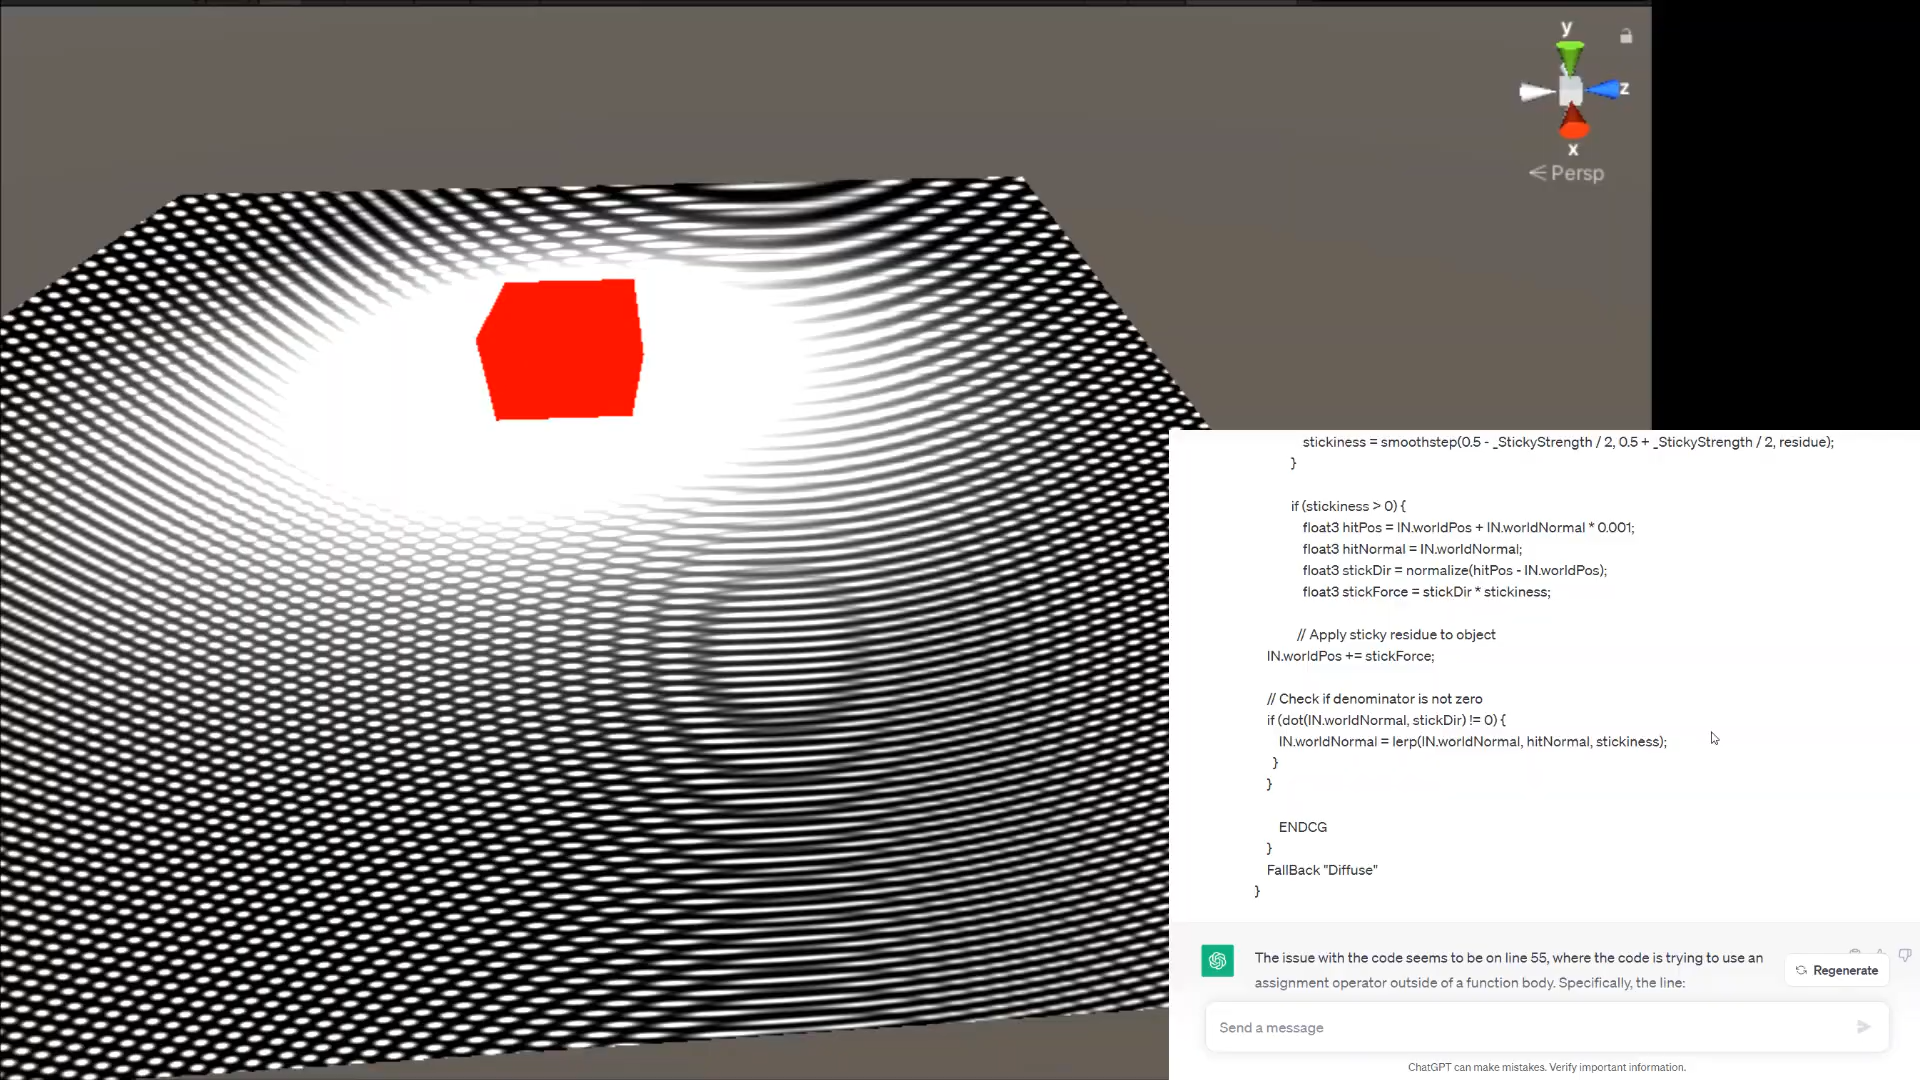 y
z
x
Persp
stickiness = smoothstep(0.5 - _StickyStrength / 2, 0.5 + _StickyStrength / 2, residue);
}
if (stickiness > 0) {
float3 hitPos = IN.worldPos + IN.worldNormal * 0.001;
float3 hitNormal = IN.worldNormal;
float3 stickDir = normalize(hitPos - IN.worldPos);
float3 stickForce = stickDir * stickiness;
// Apply sticky residue to object
IN.worldPos += stickForce;
// Check if denominator is not zero
if (dot(IN.worldNormal, stickDir) != 0) {
IN.worldNormal = lerp(IN.worldNormal, hitNormal, stickiness);
}
}
ENDCG
}
FallBack "Diffuse"
}
The issue with the code seems to be on line 55, where the code is trying to use an
assignment operator outside of a function body. Specifically, the line:
Regenerate
Send a message
ChatGPT can make mistakes. Verify important information.